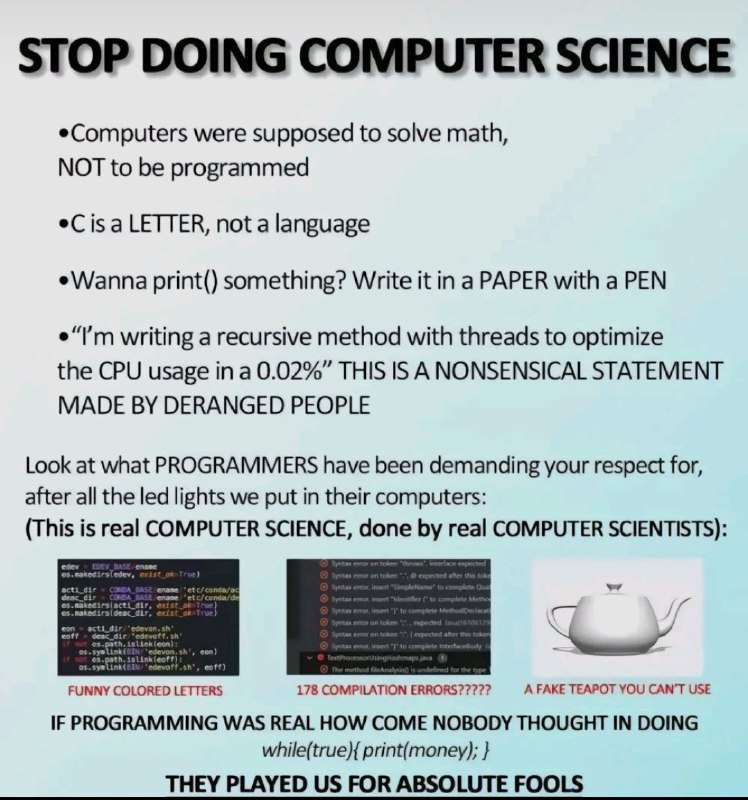 STOP DOING COMPUTER SCIENCE
•Computers were supposed to solve math,
NOT to be programmed
•C is a LETTER, not a language
•Wanna print() something? Write it in a PAPER with a PEN
•“I’m writing a recursive method with threads to optimize
the CPU usage in a 0.02%” THIS IS A NONSENSICAL STATEMENT
MADE BY DERANGED PEOPLE
Look at what PROGRAMMERS have been demanding your respect for,
after all the led lights we put in their computers:
(This is real COMPUTER SCIENCE, done by real COMPUTER SCIENTISTS):
edev = EDEV_BASE/ename
os.makedirs(edev, exist_ok=True)
acti_dir = CONDA_BASE/ename/'etc/conda/ac
deac_dir = CONDA_BASE/ename/'etc/conda/de
os.makedirs(acti_dir, exist_ok=True)
os.makedirs(deac_dir, exist_ok=True)
eon = acti_dir/'edevon.sh'
eoff = deac_dir/'edevoff.sh'
if not os.path.islink(eon):
os.symlink(BIN/'edevon.sh', eon)
if not os.path.islink(eoff):
os.symlink(BIN/'edevoff.sh', eoff)
Syntax error on token "throws", Interface expected
Syntax error on token ".", @ expected after this toke
Syntax error, insert "SimpleName" to complete
Syntax error, insert "Identifier (" to complete Method
Syntax error, insert ")" to complete MethodDeclarati
Syntax error on token ";", , expected
Syntax error on token ".", ( expected after this token
Syntax error, insert "}" to complete InterfaceBody
TextProcessorUsingHashmaps.java 1
The method fileAnalysis() is undefined for the type
FUNNY COLORED LETTERS
178 COMPILATION ERRORS?????
A FAKE TEAPOT YOU CAN’T USE
IF PROGRAMMING WAS REAL HOW COME NOBODY THOUGHT IN DOING
while(true){ print(money); }
THEY PLAYED US FOR ABSOLUTE FOOLS